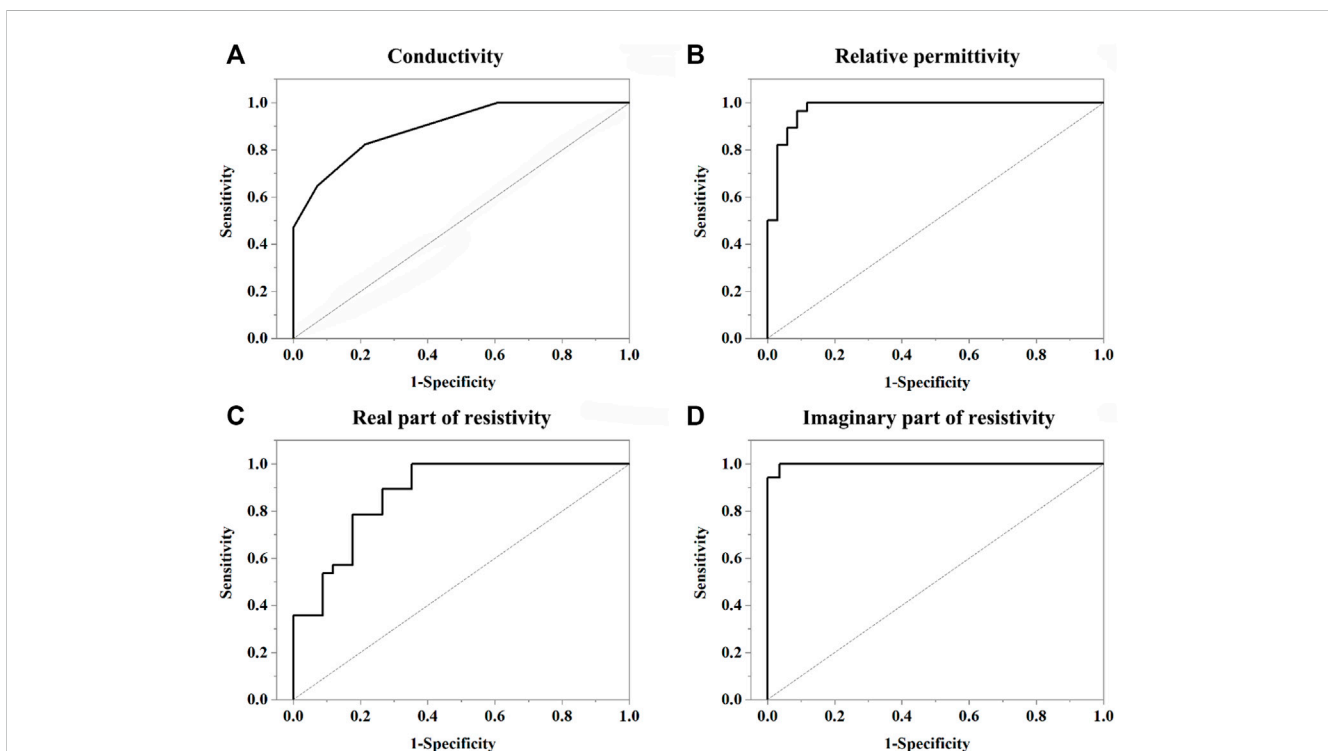 A
Conductivity
1.0
0.8
0.6
0.4
0.2
0.0
Sensitivity
0.0 0.2 0.4 0.6 0.8 1.0
1-Specificity
B
Relative permittivity
1.0
0.8
0.6
0.4
0.2
0.0
Sensitivity
0.0 0.2 0.4 0.6 0.8 1.0
1-Specificity
C
Real part of resistivity
1.0
0.8
0.6
0.4
0.2
0.0
Sensitivity
0.0 0.2 0.4 0.6 0.8 1.0
1-Specificity
D
Imaginary part of resistivity
1.0
0.8
0.6
0.4
0.2
0.0
Sensitivity
0.0 0.2 0.4 0.6 0.8 1.0
1-Specificity